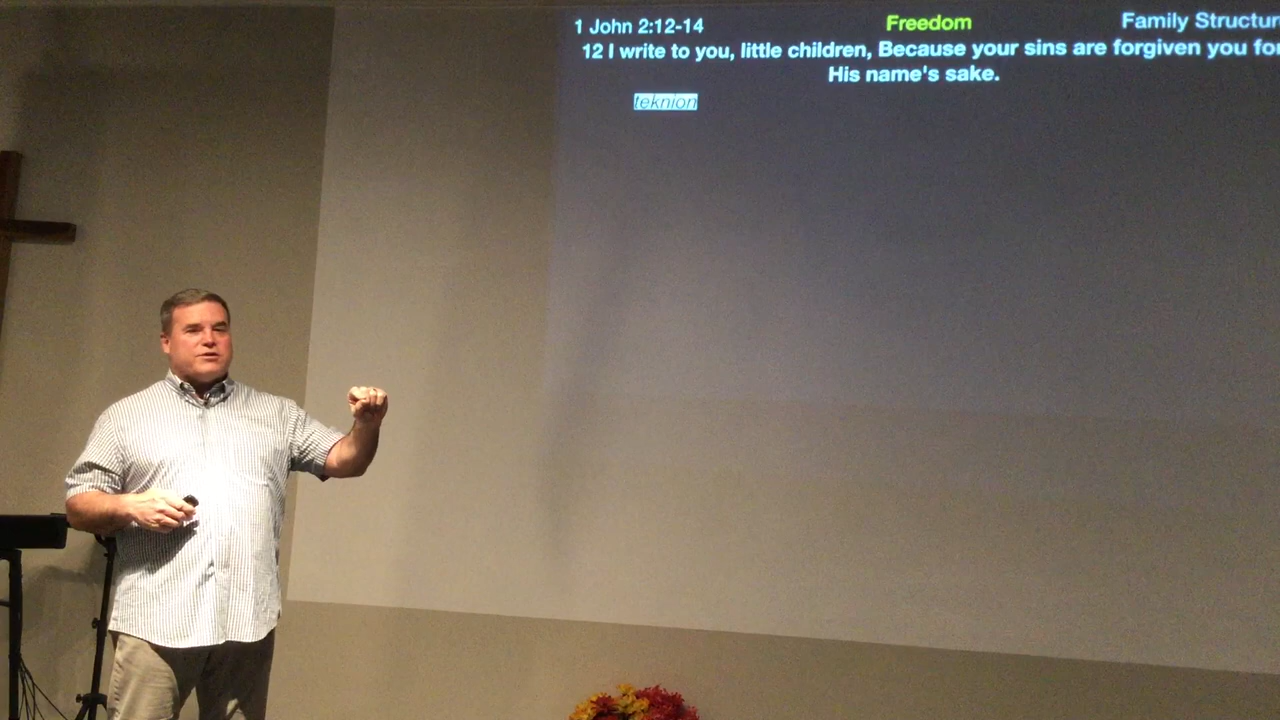 1 John 2:12-14 Freedom Family Structur
12 I write to you, little children, Because your sins are forgiven you for
His name's sake.
teknion